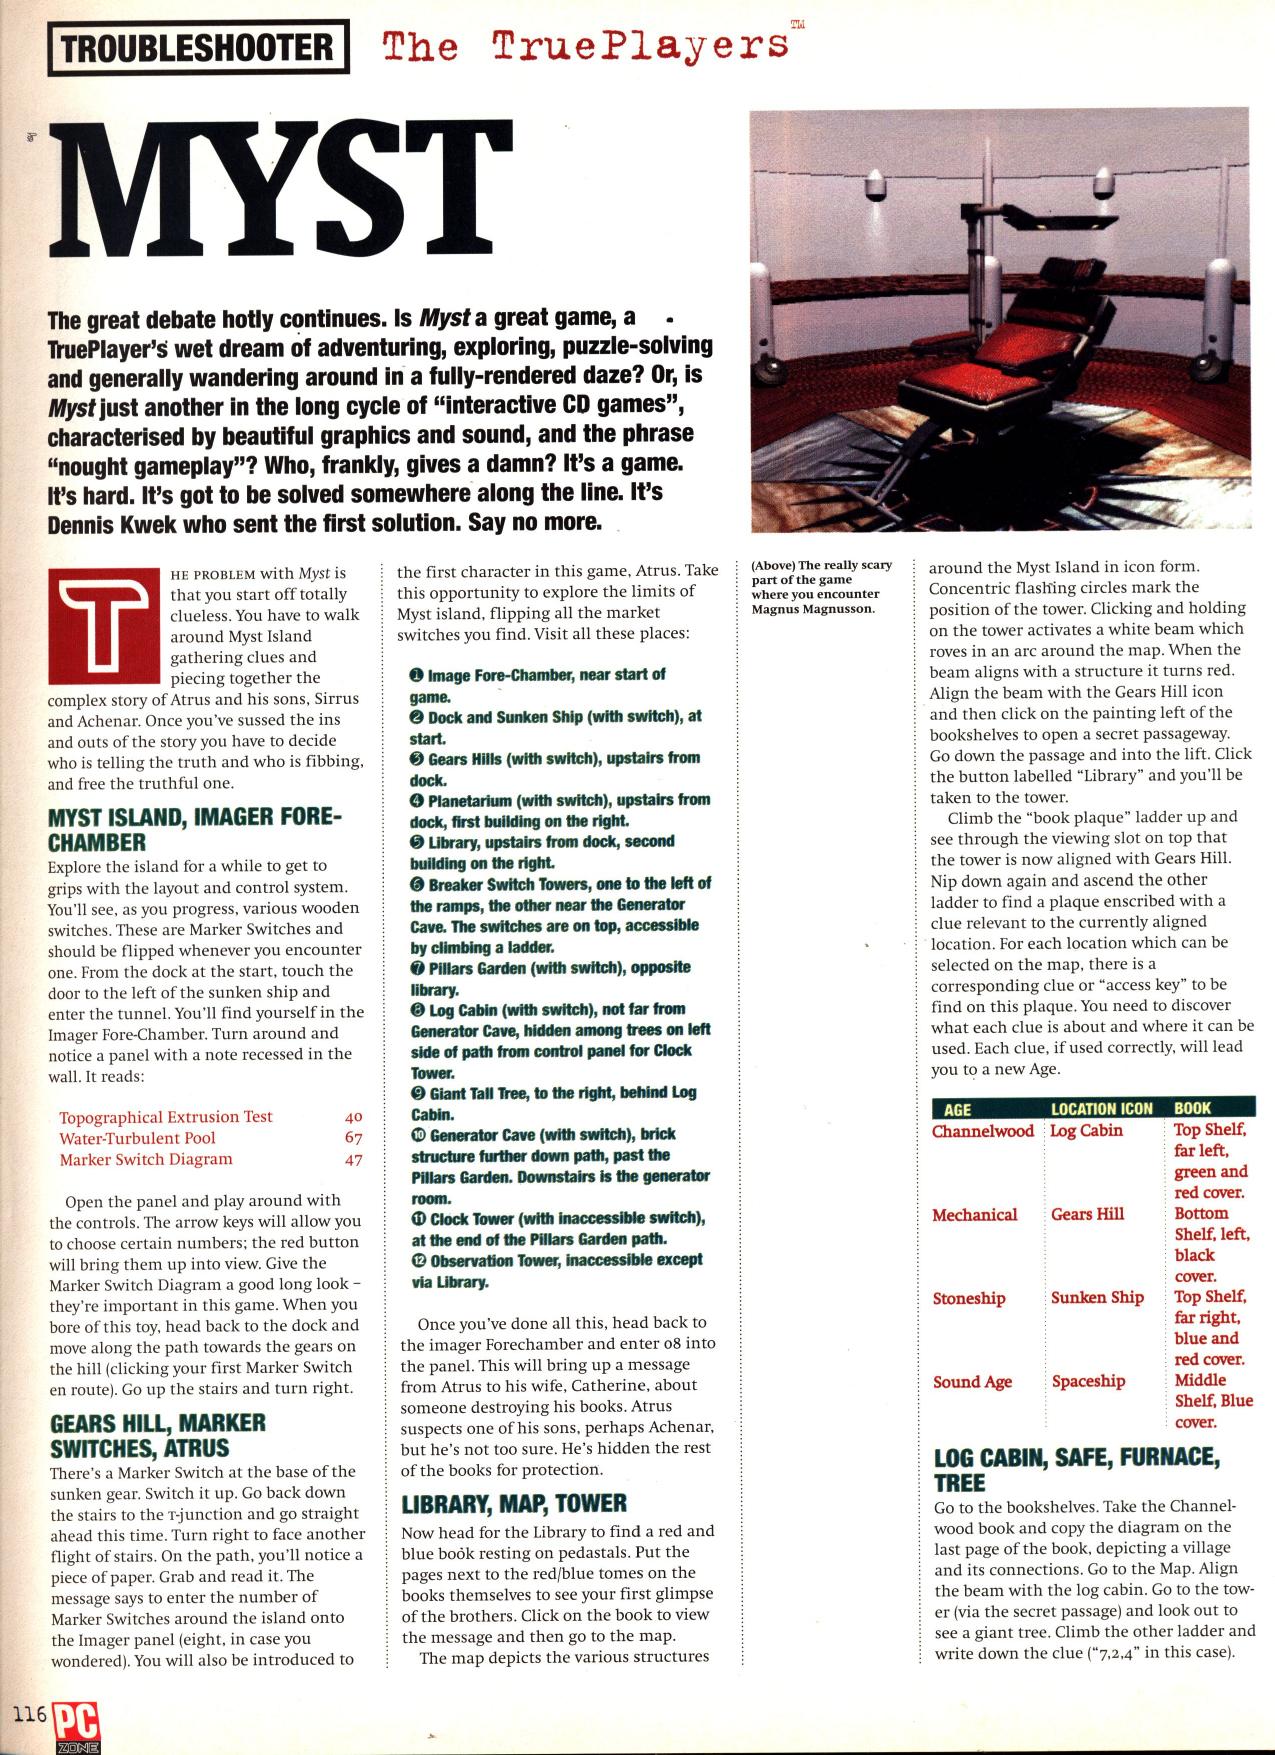 TROUBLESHOOTER
The TruePlayers™
MYST
The great debate hotly continues. Is Myst a great game, a
TruePlayer's wet dream of adventuring, exploring, puzzle-solving
and generally wandering around in a fully-rendered daze? Or, is
Myst just another in the long cycle of “interactive CD games”,
characterised by beautiful graphics and sound, and the phrase
“nought gameplay”? Who, frankly, gives a damn? It's a game.
It's hard. It's got to be solved somewhere along the line. It's
Dennis Kwek who sent the first solution. Say no more.
THE PROBLEM with Myst is
that you start off totally
clueless. You have to walk
around Myst Island
gathering clues and
piecing together the
complex story of Atrus and his sons, Sirrus
and Achenar. Once you've sussed the ins
and outs of the story you have to decide
who is telling the truth and who is fibbing,
and free the truthful one.
MYST ISLAND, IMAGER FORE-
CHAMBER
Explore the island for a while to get to
grips with the layout and control system.
You'll see, as you progress, various wooden
switches. These are Marker Switches and
should be flipped whenever you encounter
one. From the dock at the start, touch the
door to the left of the sunken ship and
enter the tunnel. You'll find yourself in the
Imager Fore-Chamber. Turn around and
notice a panel with a note recessed in the
wall. It reads:
Topographical Extrusion Test 40
Water-Turbulent Pool 67
Marker Switch Diagram 47
Open the panel and play around with
the controls. The arrow keys will allow you
to choose certain numbers; the red button
will bring them up into view. Give the
Marker Switch Diagram a good long look –
they're important in this game. When you
bore of this toy, head back to the dock and
move along the path towards the gears on
the hill (clicking your first Marker Switch
en route). Go up the stairs and turn right.
GEARS HILL, MARKER
SWITCHES, ATRUS
There's a Marker Switch at the base of the
sunken gear. Switch it up. Go back down
the stairs to the T-junction and go straight
ahead this time. Turn right to face another
flight of stairs. On the path, you'll notice a
piece of paper. Grab and read it. The
message says to enter the number of
Marker Switches around the island onto
the Imager panel (eight, in case you
wondered). You will also be introduced to
the first character in this game, Atrus. Take
this opportunity to explore the limits of
Myst island, flipping all the market
switches you find. Visit all these places:
❶ Image Fore-Chamber, near start of
game.
❷ Dock and Sunken Ship (with switch), at
start.
❸ Gears Hills (with switch), upstairs from
dock.
❹ Planetarium (with switch), upstairs from
dock, first building on the right.
❺ Library, upstairs from dock, second
building on the right.
❻ Breaker Switch Towers, one to the left of
the ramps, the other near the Generator
Cave. The switches are on top, accessible
by climbing a ladder.
❼ Pillars Garden (with switch), opposite
library.
❽ Log Cabin (with switch), not far from
Generator Cave, hidden among trees on left
side of path from control panel for Clock
Tower.
❾ Giant Tall Tree, to the right, behind Log
Cabin.
❿ Generator Cave (with switch), brick
structure further down path, past the
Pillars Garden. Downstairs is the generator
room.
⓫ Clock Tower (with inaccessible switch),
at the end of the Pillars Garden path.
⓬ Observation Tower, inaccessible except
via Library.
Once you've done all this, head back to
the imager Forechamber and enter 08 into
the panel. This will bring up a message
from Atrus to his wife, Catherine, about
someone destroying his books. Atrus
suspects one of his sons, perhaps Achenar,
but he's not too sure. He's hidden the rest
of the books for protection.
LIBRARY, MAP, TOWER
Now head for the Library to find a red and
blue book resting on pedastals. Put the
pages next to the red/blue tomes on the
books themselves to see your first glimpse
of the brothers. Click on the book to view
the message and then go to the map.
The map depicts the various structures
(Above) The really scary
part of the game
where you encounter
Magnus Magnusson.
around the Myst Island in icon form.
Concentric flashing circles mark the
position of the tower. Clicking and holding
on the tower activates a white beam which
roves in an arc around the map. When the
beam aligns with a structure it turns red.
Align the beam with the Gears Hill icon
and then click on the painting left of the
bookshelves to open a secret passageway.
Go down the passage and into the lift. Click
the button labelled “Library” and you'll be
taken to the tower.
Climb the “book plaque” ladder up and
see through the viewing slot on top that
the tower is now aligned with Gears Hill.
Nip down again and ascend the other
ladder to find a plaque enscribed with a
clue relevant to the currently aligned
location. For each location which can be
selected on the map, there is a
corresponding clue or “access key” to be
find on this plaque. You need to discover
what each clue is about and where it can be
used. Each clue, if used correctly, will lead
you to a new Age.
AGE LOCATION ICON BOOK
Channelwood Log Cabin Top Shelf,
far left,
green and
red cover.
Mechanical Gears Hill Bottom
Shelf, left,
black
cover.
Stoneship Sunken Ship Top Shelf,
far right,
blue and
red cover.
Sound Age Spaceship Middle
Shelf, Blue
cover.
LOG CABIN, SAFE, FURNACE,
TREE
Go to the bookshelves. Take the Channel-
wood book and copy the diagram on the
last page of the book, depicting a village
and its connections. Go to the Map. Align
the beam with the log cabin. Go to the tow-
er (via the secret passage) and look out to
see a giant tree. Climb the other ladder and
write down the clue (“7,2,4” in this case).
116 PC
ZONE